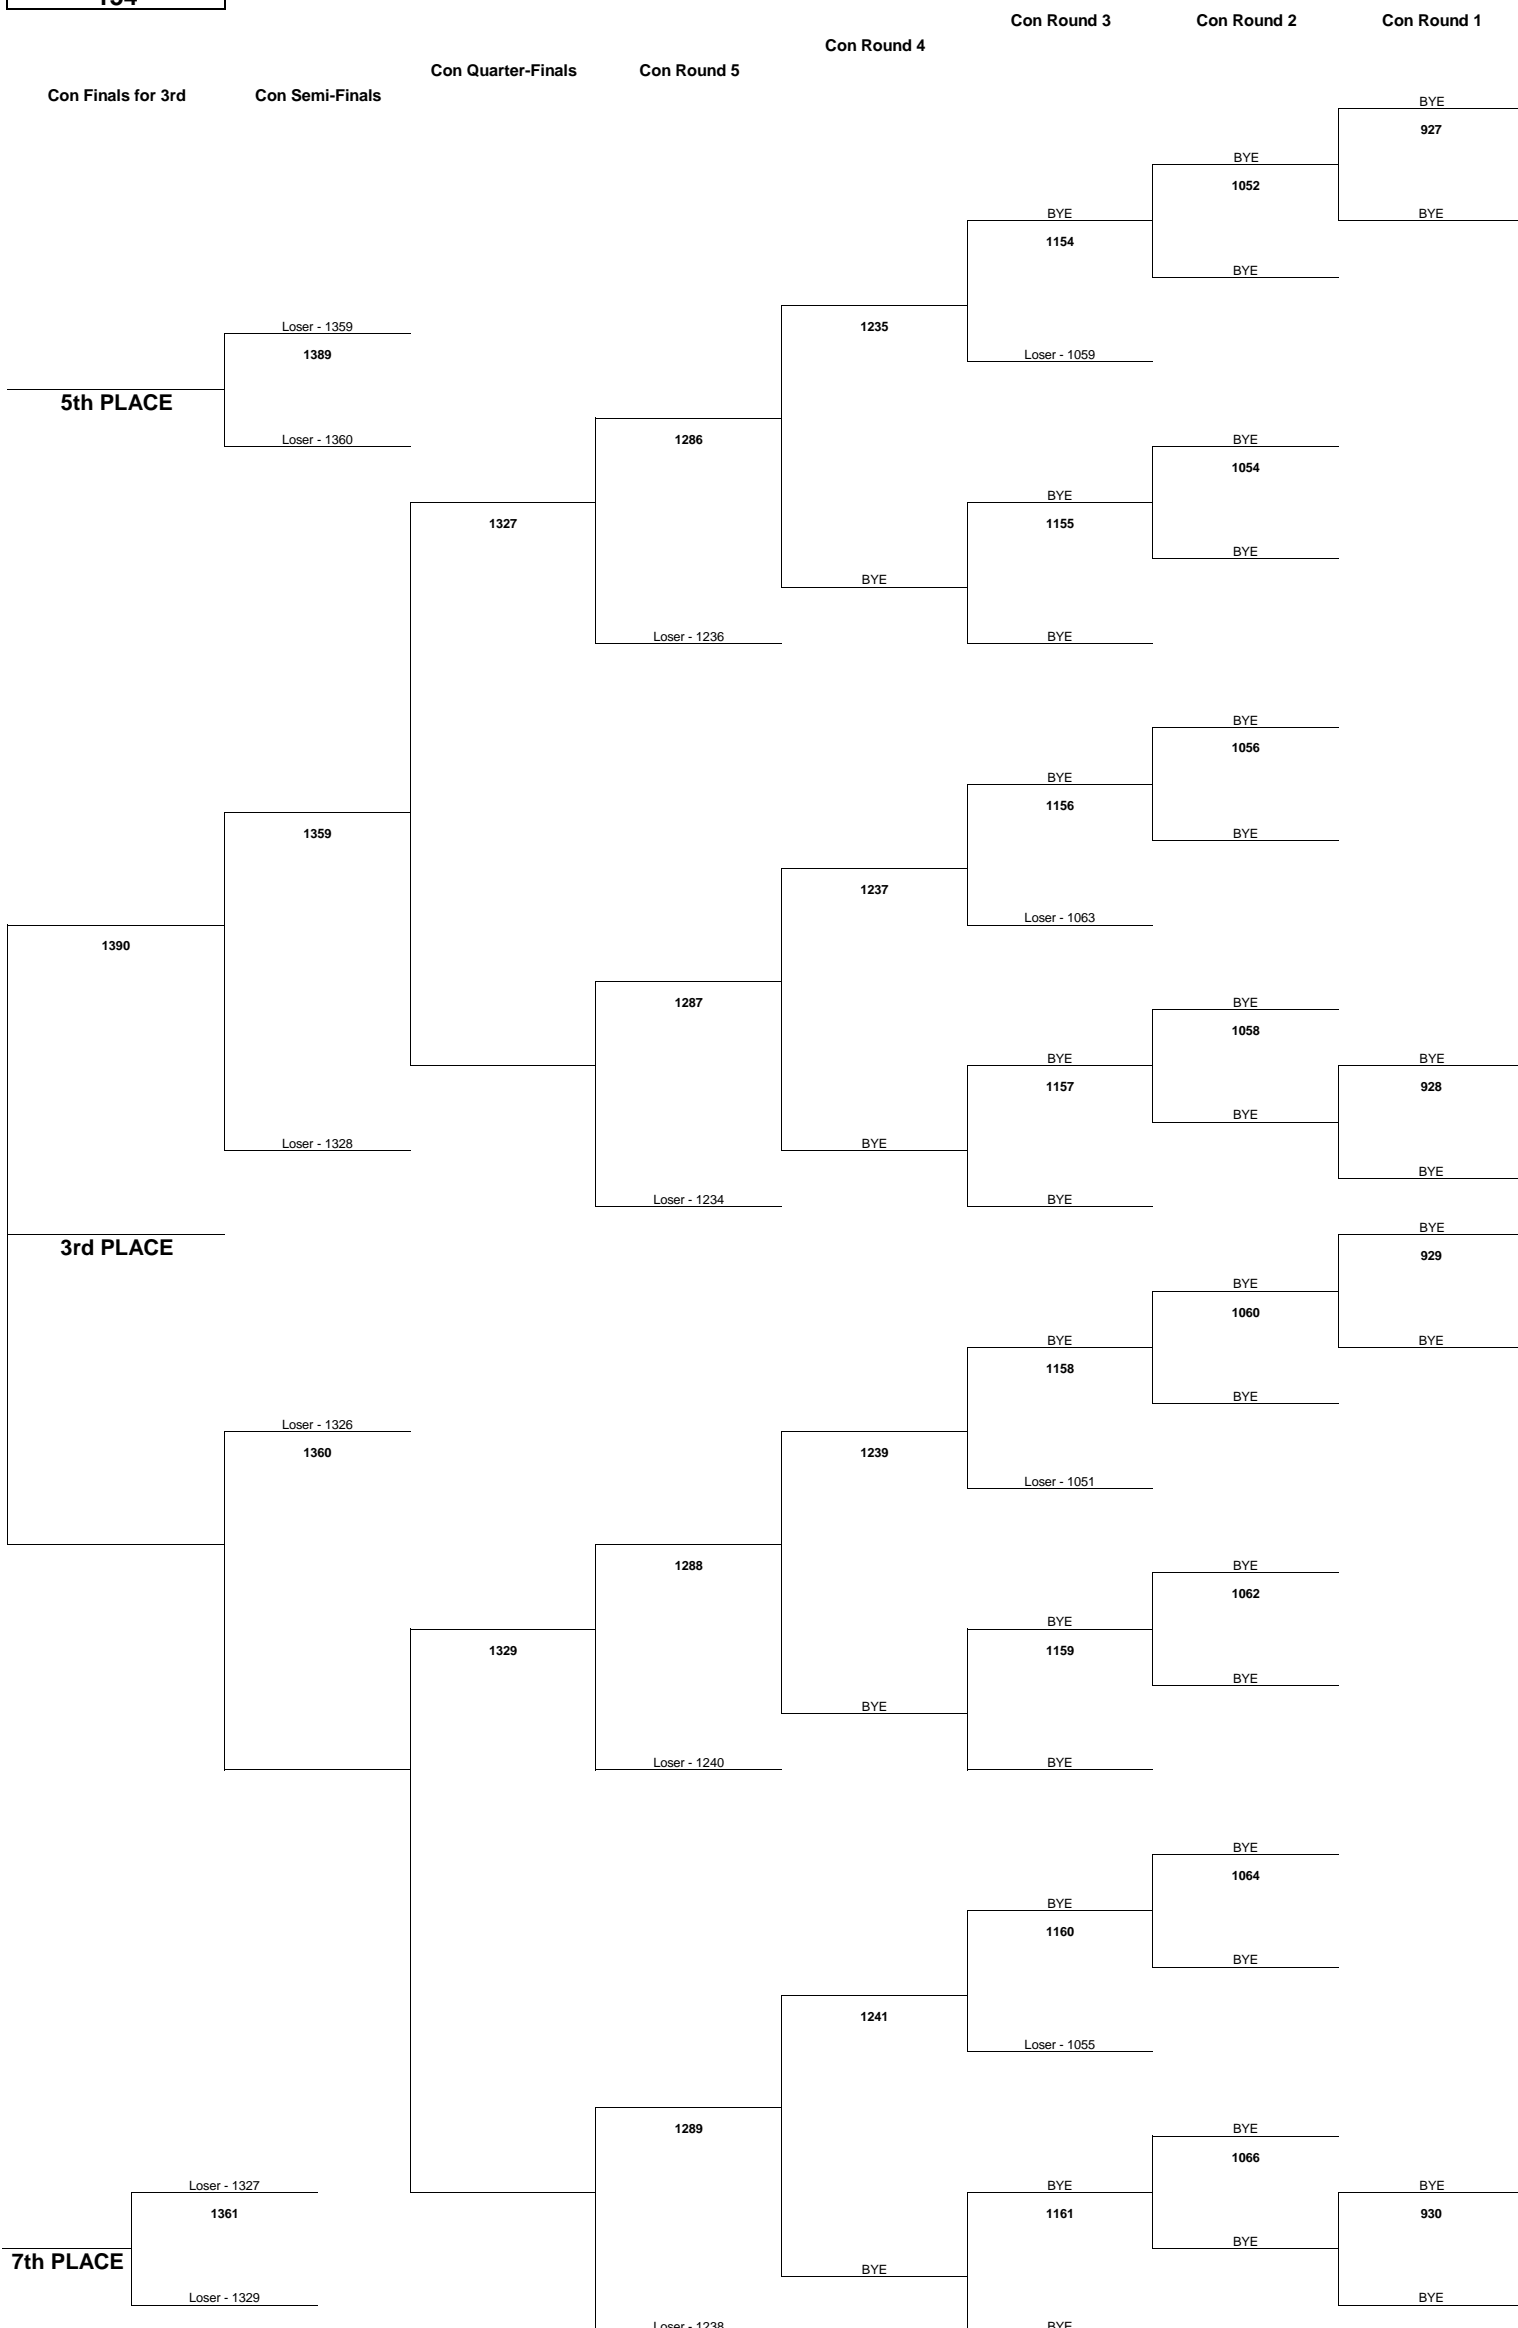 Con Round 3 Con Round 2 Con Round 1
Con Round 4
Con Quarter-Finals Con Round 5
Con Finals for 3rd Con Semi-Finals
BYE
927
BYE
1052
BYE BYE
1154
BYE
Loser - 1359 1235
1389 Loser - 1059
5th PLACE
Loser - 1360 1286 BYE
1054
BYE
1327 1155
BYE
BYE
Loser - 1236 BYE
BYE
1056
BYE
1156
1359 BYE
1237
Loser - 1063
1390
1287 BYE
1058
BYE BYE
1157 928
BYE
Loser - 1328 BYE
BYE
Loser - 1234 BYE
BYE
3rd PLACE
929
BYE
1060
BYE BYE
1158
BYE
Loser - 1326
1360 1239
Loser - 1051
1288 BYE
1062
BYE
1329 1159
BYE
BYE
Loser - 1240 BYE
BYE
1064
BYE
1160
BYE
1241
Loser - 1055
1289 BYE
1066
Loser - 1327 BYE BYE
1361 1161 930
BYE
7th PLACE
BYE
Loser - 1329 BYE
Loser - 1238 BYE